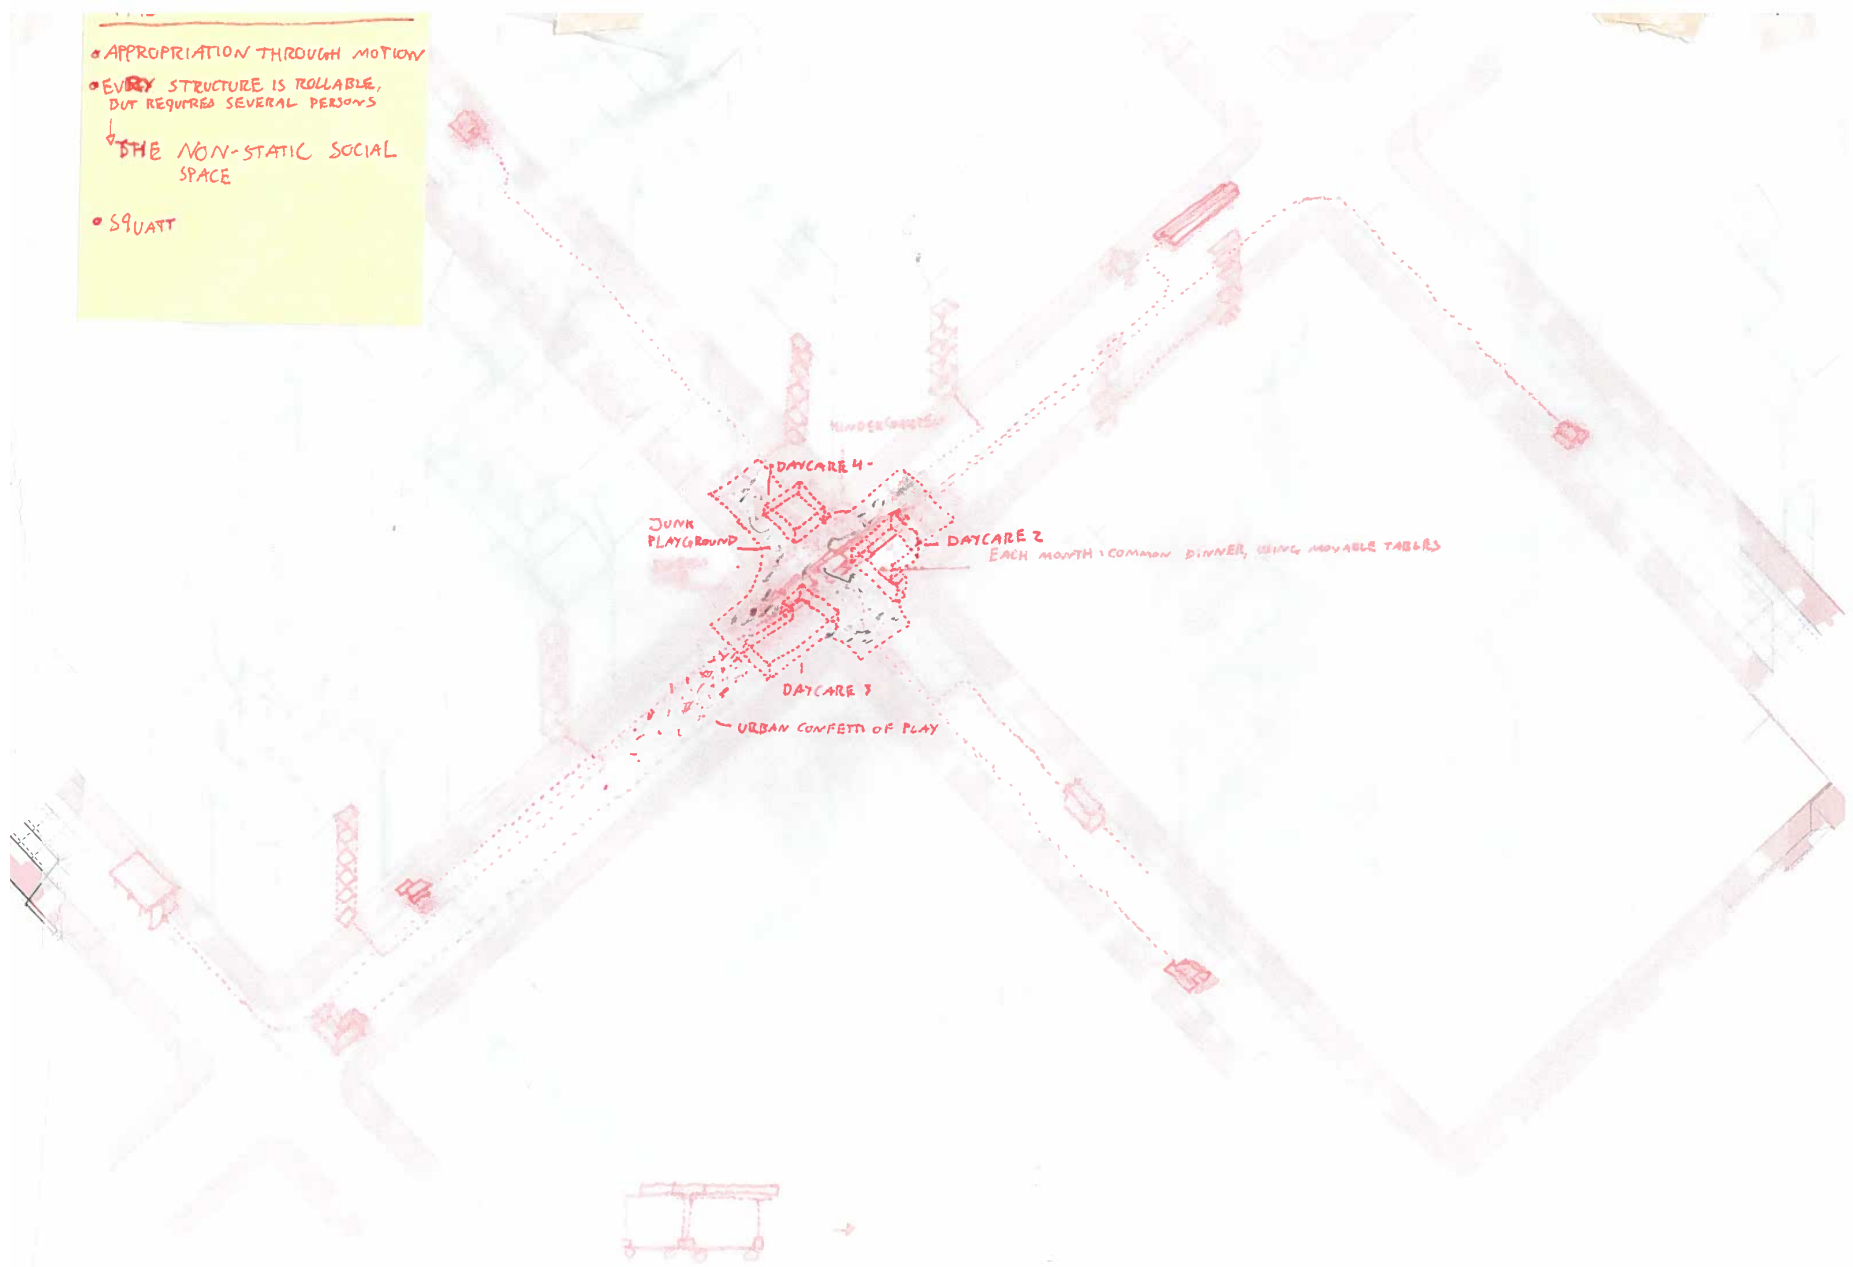 • APPROPRIATION THROUGH MOTION
• EVERY STRUCTURE IS ROLLABLE,
BUT REQUIRES SEVERAL PERSONS
THE NON-STATIC SOCIAL
SPACE
• SQUATT
KINDERGARTEN
DAYCARE 4
JUNK
PLAYGROUND
DAYCARE 2
EACH MONTH: COMMON DINNER, USING MOVABLE TABLES
DAYCARE 3
URBAN CONFETTI OF PLAY